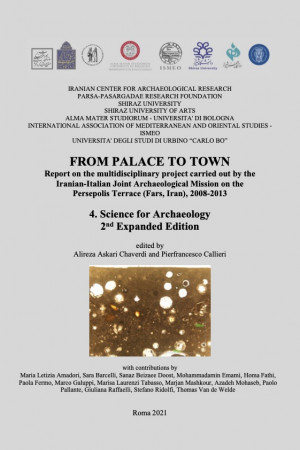 ISMEO
IRANIAN CENTER FOR ARCHAEOLOGICAL RESEARCH
PARSA-PASARGADAE RESEARCH FOUNDATION
SHIRAZ UNIVERSITY
SHIRAZ UNIVERSITY OF ARTS
ALMA MATER STUDIORUM - UNIVERSITA' DI BOLOGNA
INTERNATIONAL ASSOCIATION OF MEDITERRANEAN AND ORIENTAL STUDIES -
ISMEO
UNIVERSITA' DEGLI STUDI DI URBINO “CARLO BO”
FROM PALACE TO TOWN
Report on the multidisciplinary project carried out by the
Iranian-Italian Joint Archaeological Mission on the
Persepolis Terrace (Fars, Iran), 2008-2013
4. Science for Archaeology
2nd Expanded Edition
edited by
Alireza Askari Chaverdi and Pierfrancesco Callieri
with contributions by
Maria Letizia Amadori, Sara Barcelli, Sanaz Beizaee Doost, Mohammadamin Emami, Homa Fathi,
Paola Fermo, Marco Galuppi, Marisa Laurenzi Tabasso, Marjan Mashkour, Azadeh Mohaseb, Paolo
Pallante, Giuliana Raffaelli, Stefano Ridolfi, Thomas Van de Welde
Roma 2021